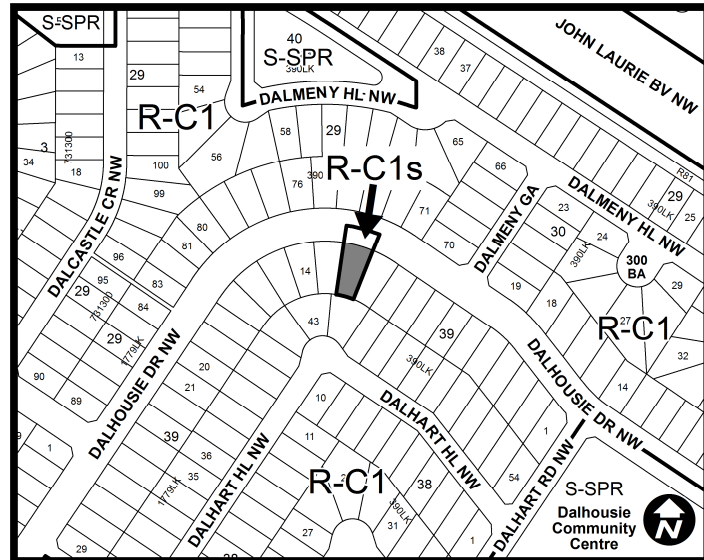 S-SPR
13
29
54
R-C1
40
S-SPR
390LK
DALMENY HL NW
38
37
JOHN LAURIE BV NW
3
34
731300
18
100
99
56
58
29
65
66
R81
29
390LK
25
DALCASTLE CR NW
76
R-C1s
71
70
DALMENY GA
DALMENY HL NW
23
30
24
390LK
300
BA
80
81
96
95
83
84
29
731300
29
1779LK
14
43
19
18
29
27
R-C1
32
39
390LK
DALHOUSIE DR NW
14
90
89
20
21
1
DALHOUSIE DR NW
39
36
35
1779LK
DALHART HL NW
10
11
DALHART HL NW
R-C1
38
390LK
31
27
1
54
1
DALHART RD NW
S-SPR
Dalhousie
Community
Centre
N
29